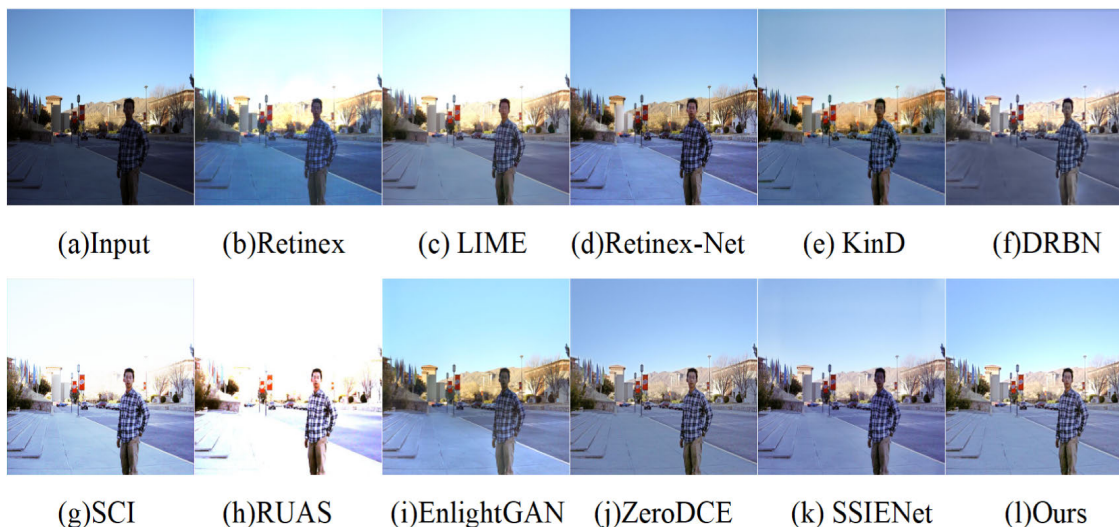 (a)Input (b)Retinex (c) LIME (d)Retinex-Net (e) KinD (f)DRBN
(g)SCI (h)RUAS (i)EnlightGAN (j)ZeroDCE (k) SSIENet (l)Ours